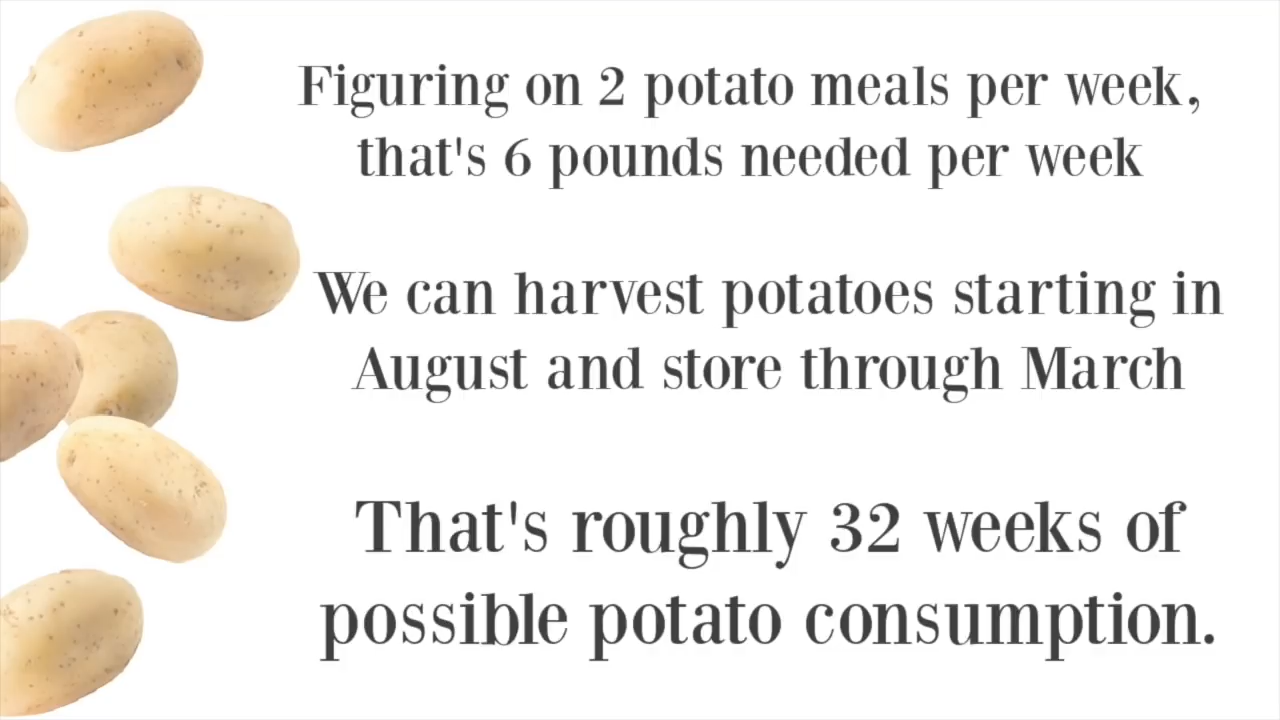 Figuring on 2 potato meals per week,
that's 6 pounds needed per week
We can harvest potatoes starting in
August and store through March
That's roughly 32 weeks of
possible potato consumption.